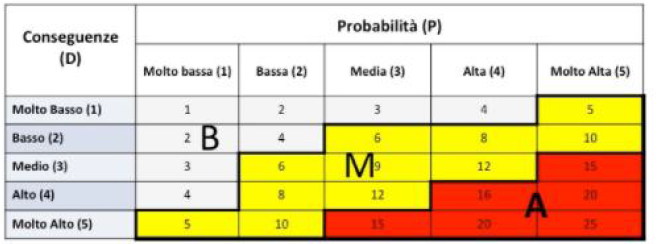 Conseguenze (D) Probabilità (P)
Molto bassa (1) Bassa (2) Media (3) Alta (4) Molto Alta (5)
Molto Basso (1) 1 2 3 4 5
Basso (2) 2 B 4 6 8 10
Medio (3) 3 6 M 9 12 15
Alto (4) 4 8 12 16 A 20
Molto Alto (5) 5 10 15 20 25